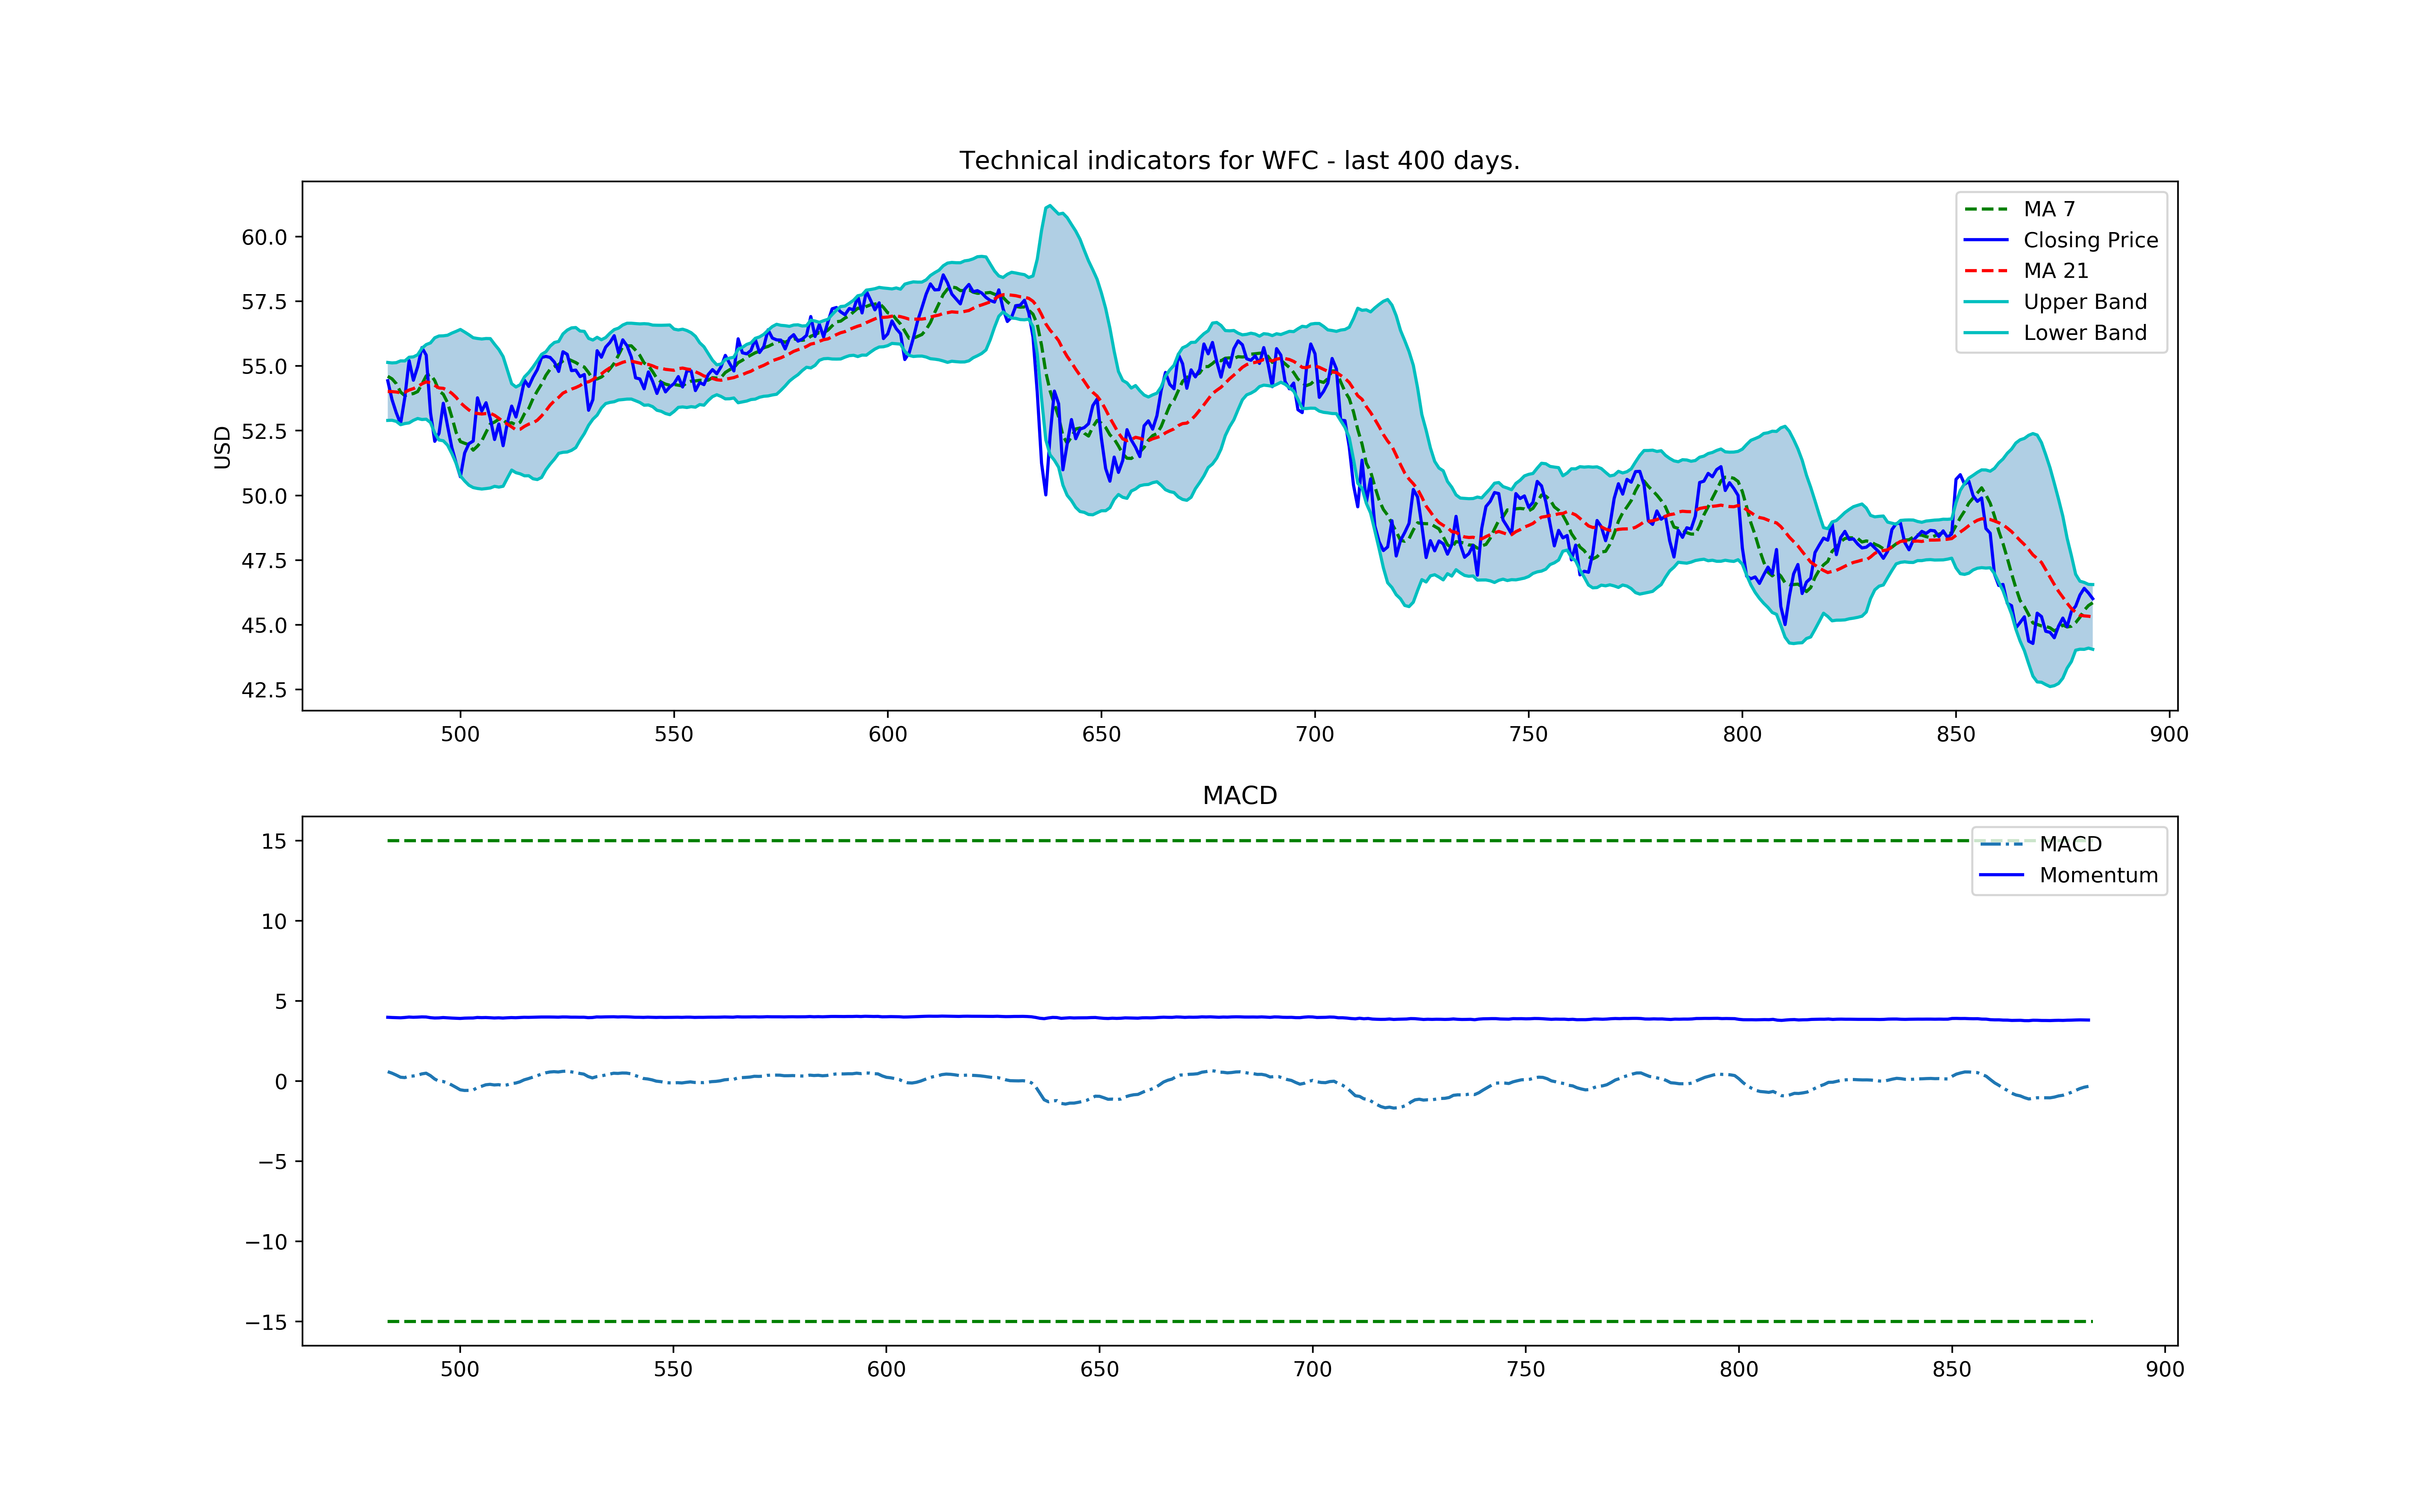 Technical indicators for WFC - last 400 days.
MA 7
Closing Price
MA 21
Upper Band
Lower Band
USD
60.0
57.5
55.0
52.5
50.0
47.5
45.0
42.5
500 550 600 650 700 750 800 850 900
MACD
MACD
Momentum
15
10
5
0
−5
−10
−15
500 550 600 650 700 750 800 850 900